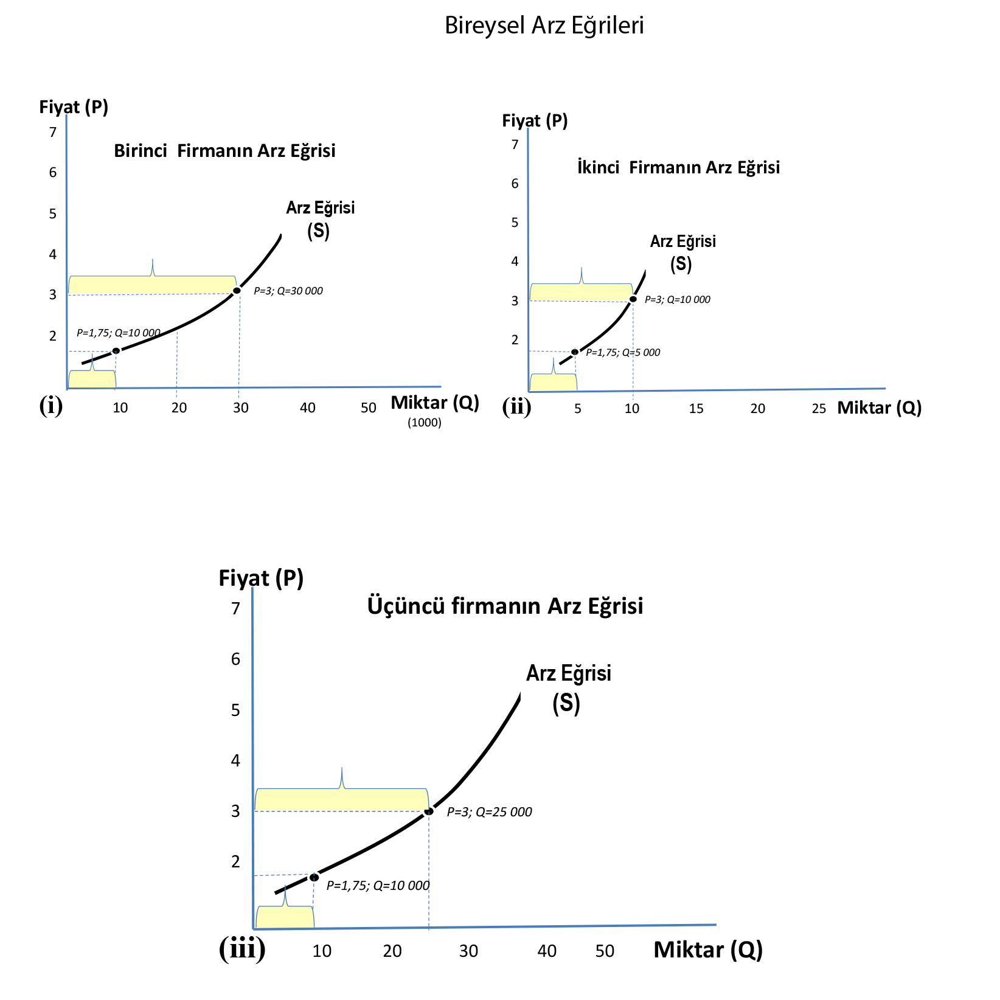 Bireysel Arz Eğrileri
Fiyat (P)
7
Birinci  Firmanın Arz Eğrisi
6
5
Arz Eğrisi
(S)
4
3
P=3; Q=30 000
2
P=1,75; Q=10 000
(i)
10 20 30 40 50 Miktar (Q)
(1000)
Fiyat (P)
7
İkinci  Firmanın Arz Eğrisi
6
5
Arz Eğrisi
(S)
4
3
P=3; Q=10 000
2
P=1,75; Q=5 000
(ii)
5 10 15 20 25 Miktar (Q)
Fiyat (P)
7
Üçüncü firmanın Arz Eğrisi
6
Arz Eğrisi
(S)
5
4
3
P=3; Q=25 000
2
P=1,75; Q=10 000
(iii)
10 20 30 40 50 Miktar (Q)